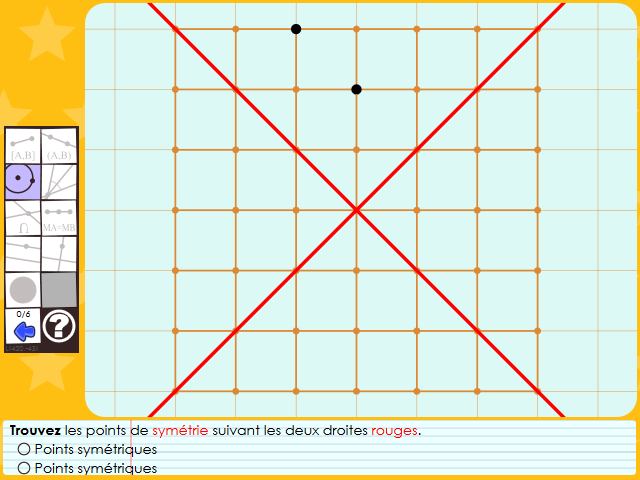 [A,B]
(A,B)
∩
MA=MB
0/6
?
Trouvez les points de symétrie suivant les deux droites rouges.
Points symétriques
Points symétriques